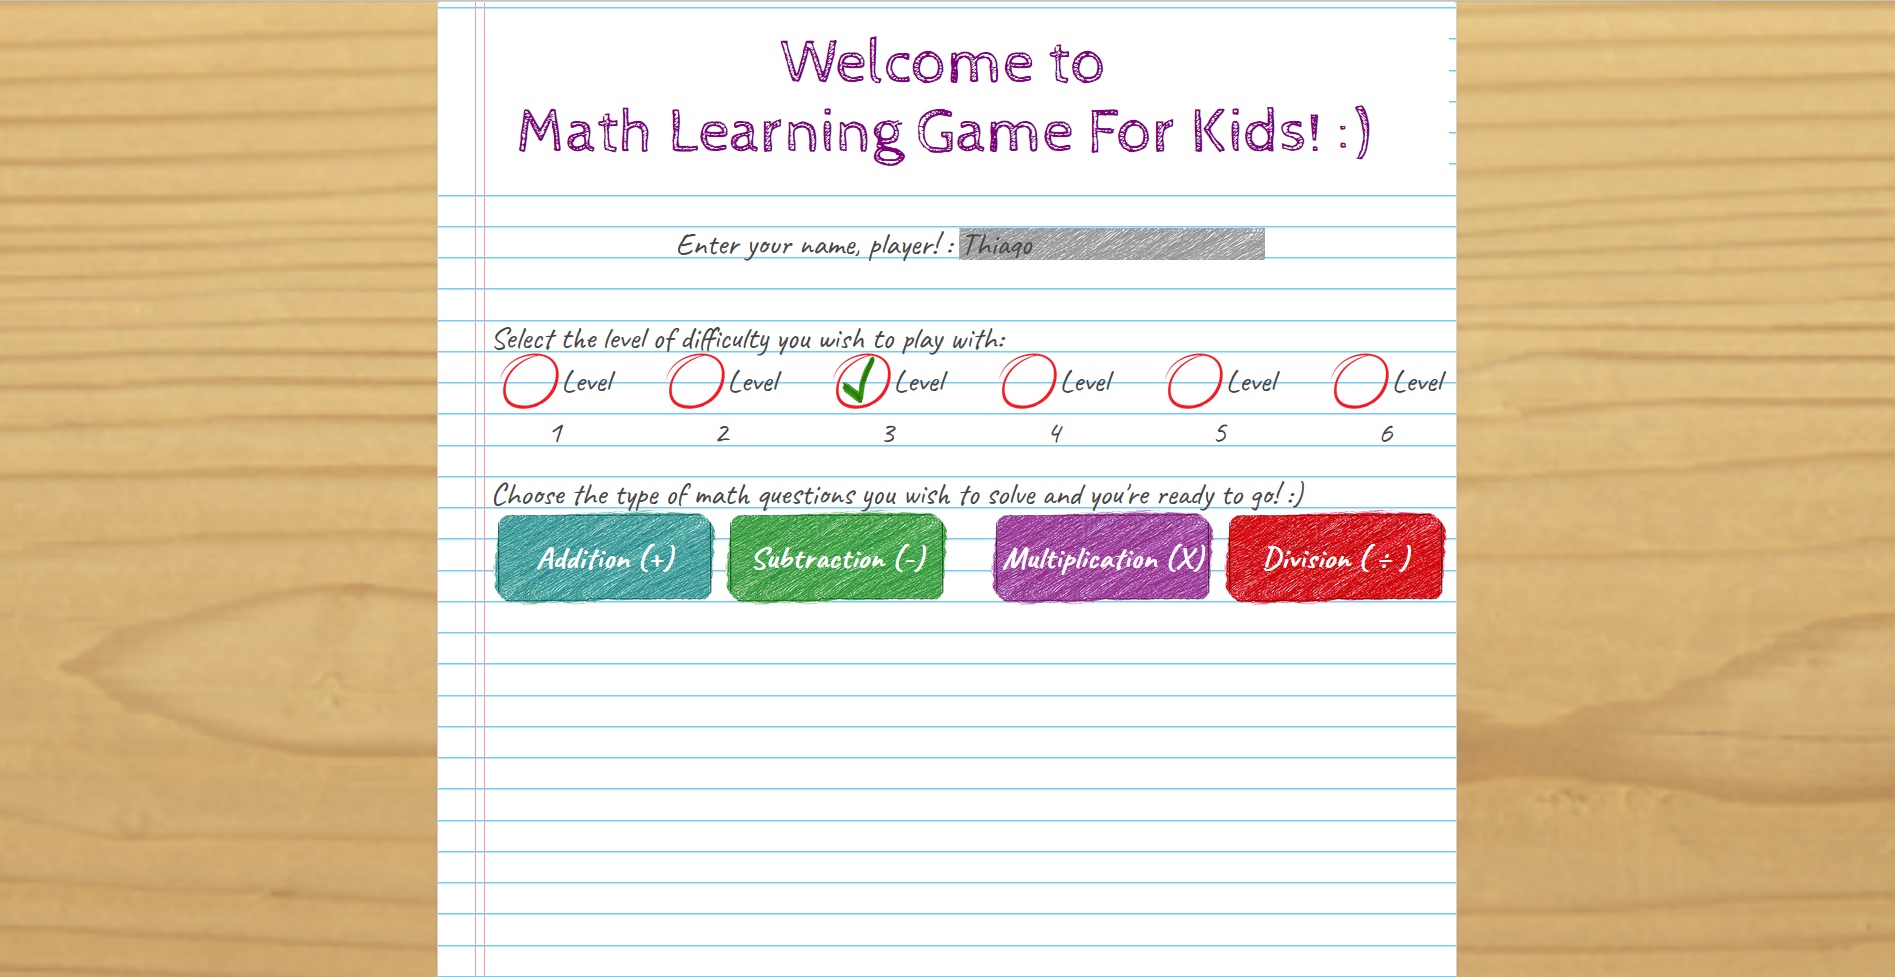 Welcome to
Math Learning Game For Kids! :)
Enter your name, player! : Thiago
Select the level of difficulty you wish to play with:
Level Level Level Level Level Level
1 2 3 4 5 6
Choose the type of math questions you wish to solve and you're ready to go! :)
Addition (+) Subtraction (-) Multiplication (X) Division ( ÷ )